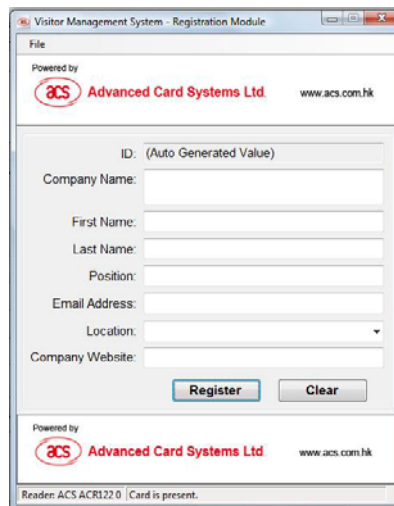 Visitor Management System - Registration Module
File
Powered by
acs Advanced Card Systems Ltd. www.acs.com.hk
ID: (Auto Generated Value)
Company Name:
First Name:
Last Name:
Position:
Email Address:
Location:
Company Website:
Register Clear
Powered by
acs Advanced Card Systems Ltd. www.acs.com.hk
Reader: ACS ACR122 0 Card is present.